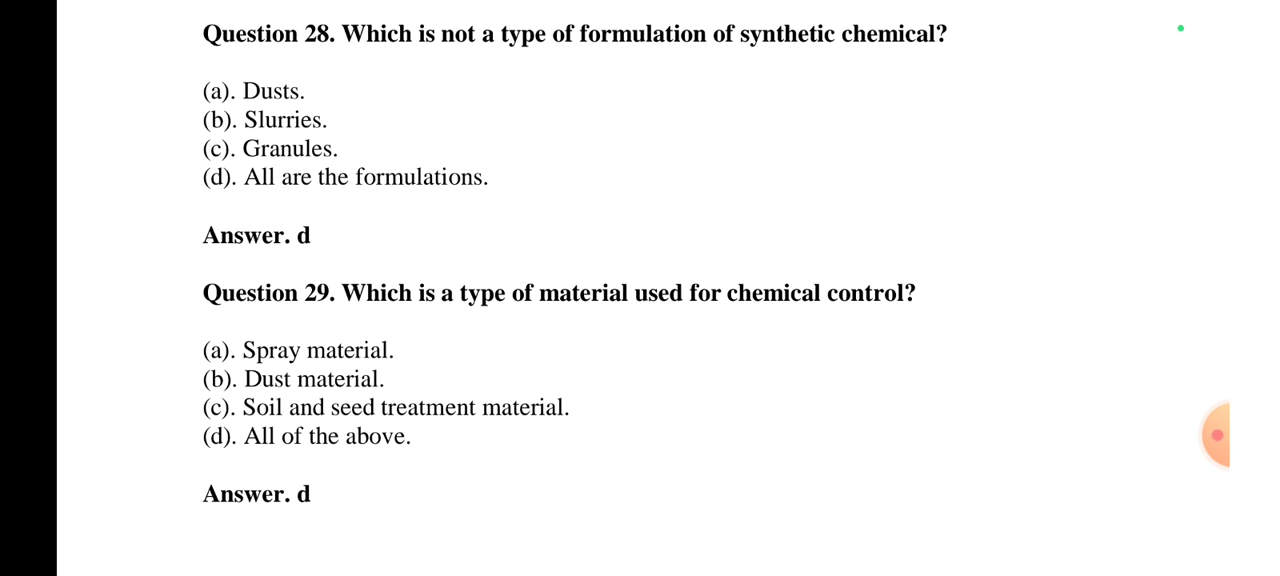 Question 28. Which is not a type of formulation of synthetic chemical?
(a). Dusts.
(b). Slurries.
(c). Granules.
(d). All are the formulations.
Answer. d
Question 29. Which is a type of material used for chemical control?
(a). Spray material.
(b). Dust material.
(c). Soil and seed treatment material.
(d). All of the above.
Answer. d